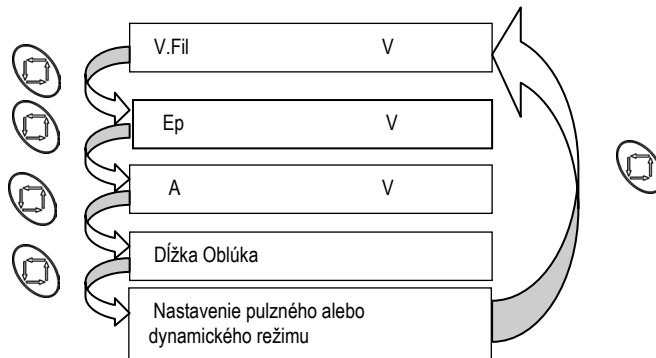 V.Fil V
Ep V
A V
Dĺžka Oblúka
Nastavenie pulzného alebo
dynamického režimu